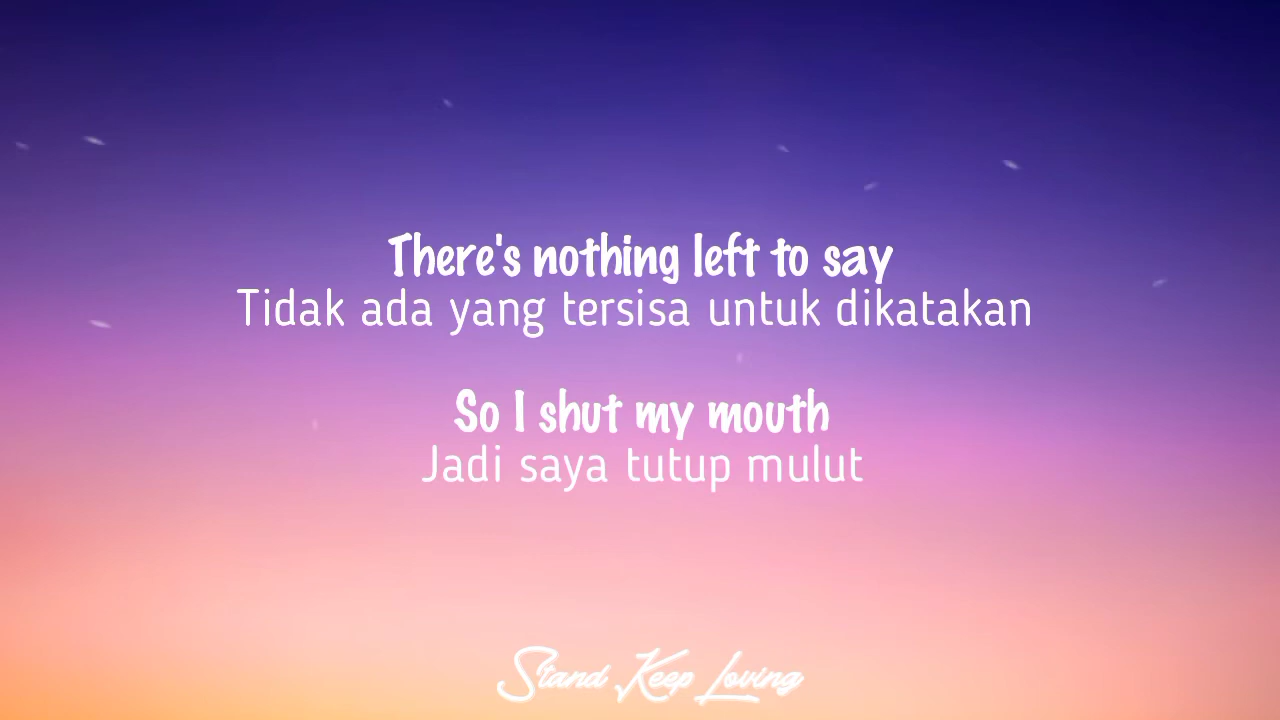 There's nothing left to say
Tidak ada yang tersisa untuk dikatakan
So I shut my mouth
Jadi saya tutup mulut
Stand Keep Loving